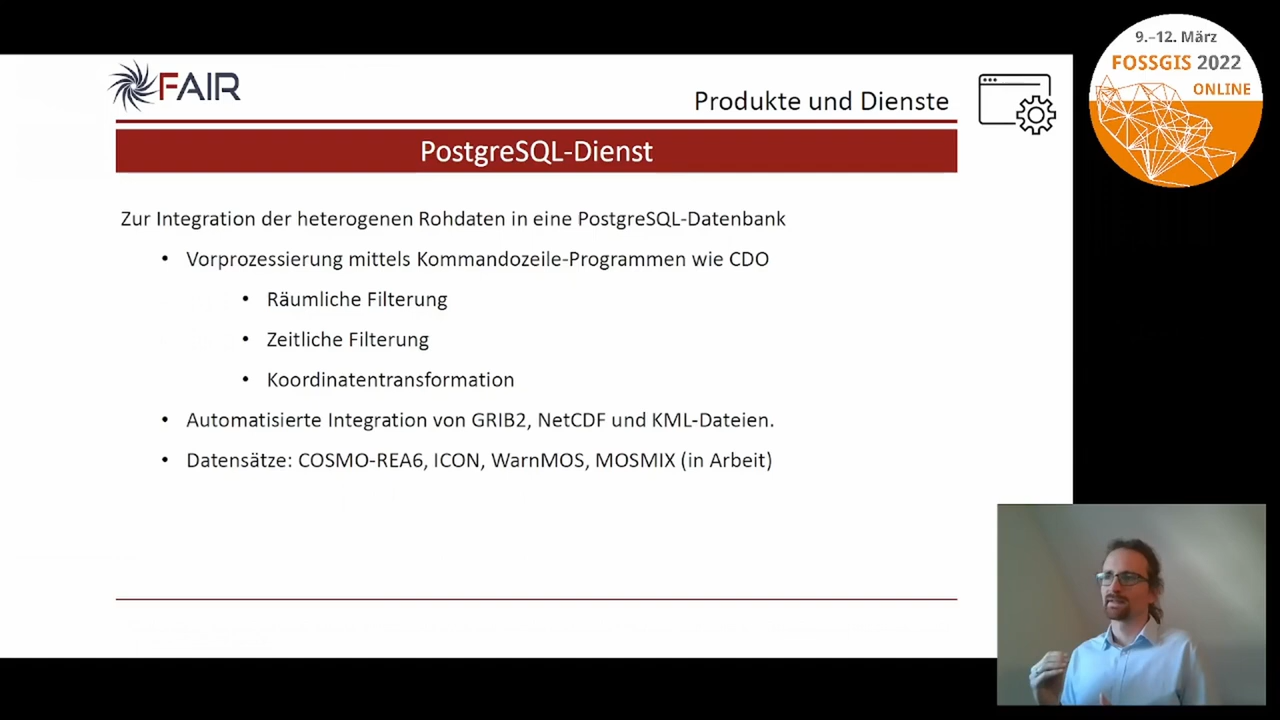 FAIR
Produkte und Dienste
PostgreSQL-Dienst
Zur Integration der heterogenen Rohdaten in eine PostgreSQL-Datenbank
• Vorprozessierung mittels Kommandozeile-Programmen wie CDO
• Räumliche Filterung
• Zeitliche Filterung
• Koordinatentransformation
• Automatisierte Integration von GRIB2, NetCDF und KML-Dateien.
• Datensätze: COSMO-REA6, ICON, WarnMOS, MOSMIX (in Arbeit)
9.–12. März
FOSSGIS 2022
ONLINE